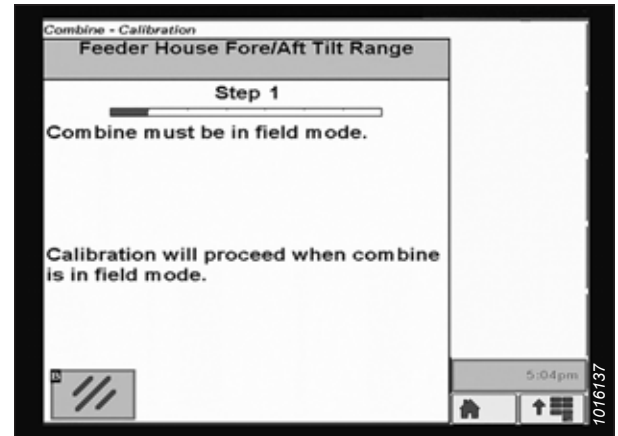 Combine - Calibration
Feeder House Fore/Aft Tilt Range
Step 1
Combine must be in field mode.
Calibration will proceed when combine
is in field mode.
5:04pm
1016137